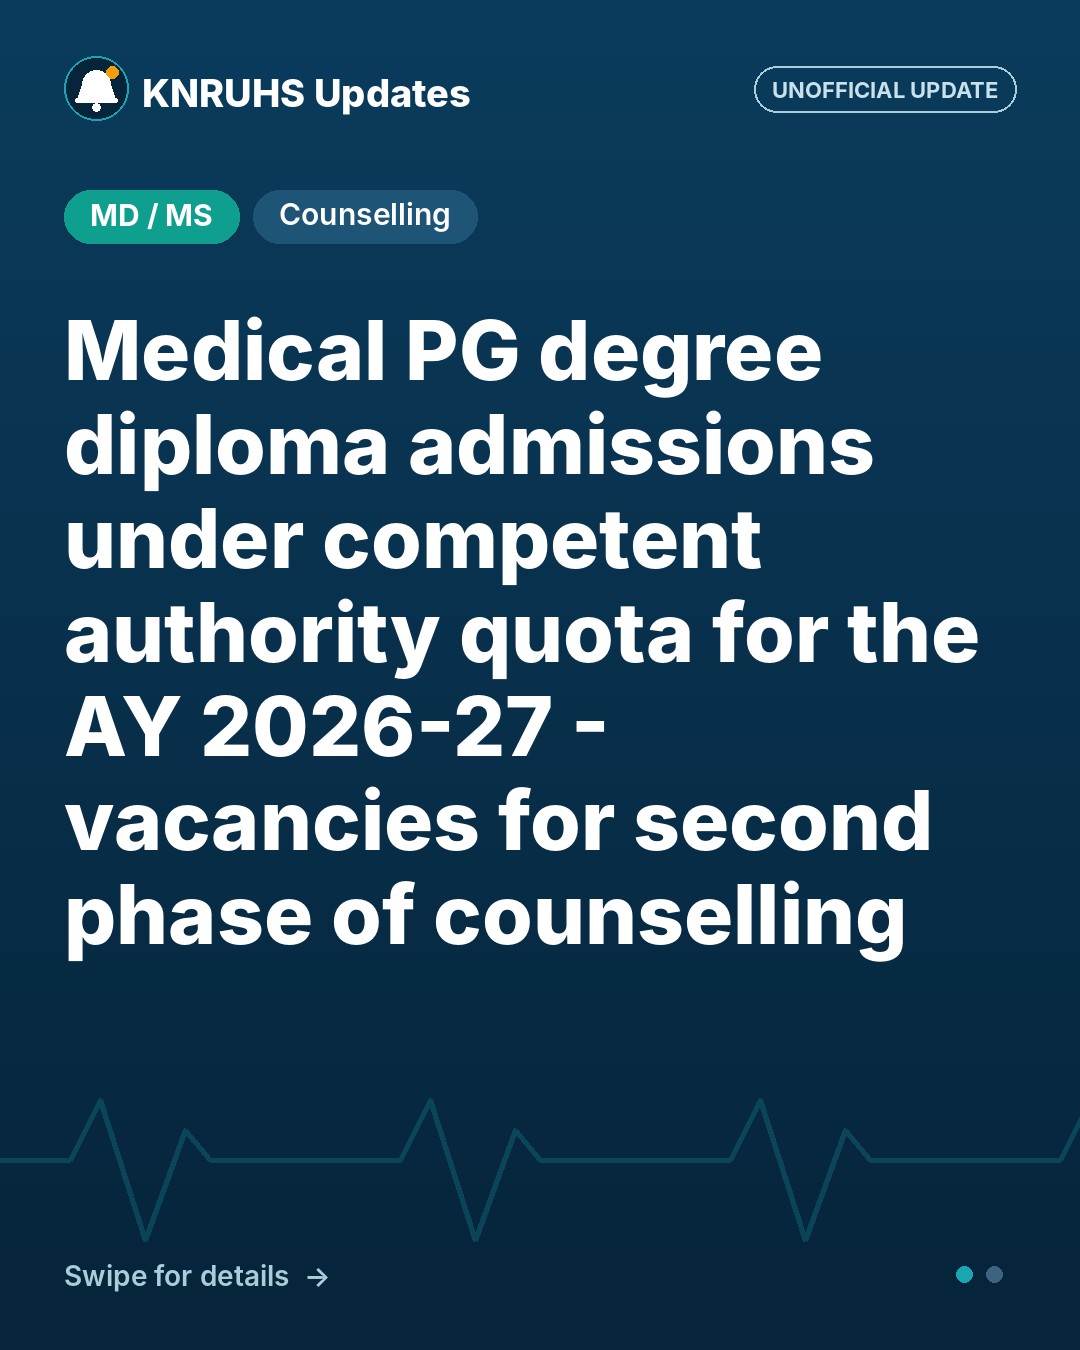 KNRUHS Updates
UNOFFICIAL UPDATE
MD / MS
Counselling
Medical PG degree
diploma admissions
under competent
authority quota for the
AY 2026-27 -
vacancies for second
phase of counselling
Swipe for details →